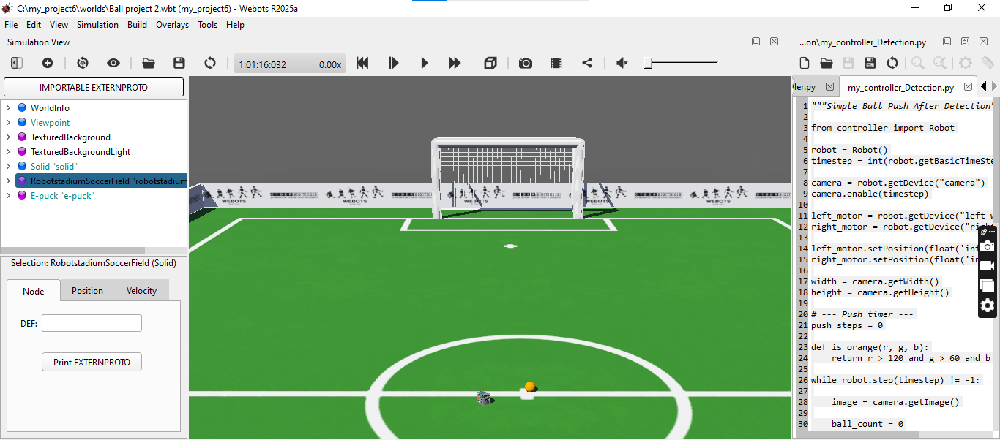 C:\my_project6\worlds\Ball project 2.wbt (my_project6) - Webots R2025a
File Edit View Simulation Build Overlays Tools Help
Simulation View
...on\my_controller_Detection.py
1:01:16:032 - 0.00x
IMPORTABLE EXTERNPROTO
ler.py my_controller_Detection.py
WorldInfo
Viewpoint
TexturedBackground
TexturedBackgroundLight
Solid "solid"
RobotstadiumSoccerField "robotstadium
E-puck "e-puck"
Selection: RobotstadiumSoccerField (Solid)
Node Position Velocity
DEF:
Print EXTERNPROTO
WEBOTS
WEBOTS
WEBOTS
WEBOTS
WEBOTS
1 """Simple Ball Push After Detection"
2
3 from controller import Robot
4
5 robot = Robot()
6 timestep = int(robot.getBasicTimeSte
7
8 camera = robot.getDevice("camera")
9 camera.enable(timestep)
10
11 left_motor = robot.getDevice("left w
12 right_motor = robot.getDevice("rig
13
14 left_motor.setPosition(float('inf
15 right_motor.setPosition(float('in
16
17 width = camera.getWidth()
18 height = camera.getHeight()
19
20 # --- Push timer ---
21 push_steps = 0
22
23 def is_orange(r, g, b):
24 return r > 120 and g > 60 and b
25
26 while robot.step(timestep) != -1:
27
28 image = camera.getImage()
29
30 ball_count = 0